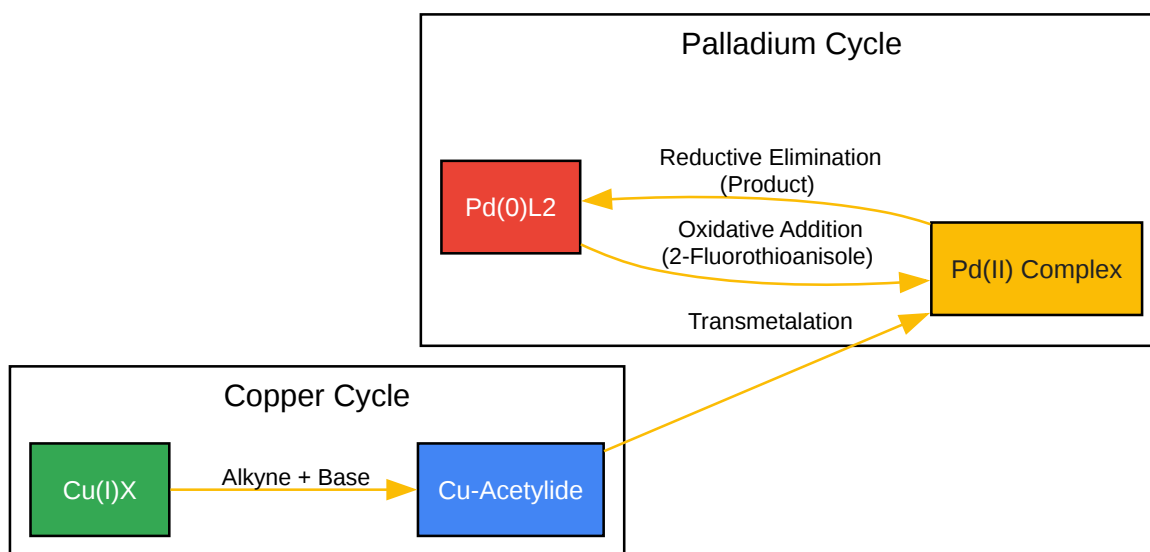 Palladium Cycle
Reductive Elimination
(Product)
Pd(0)L2
Oxidative Addition
(2-Fluorothioanisole)
Pd(II) Complex
Transmetalation
Copper Cycle
Cu(I)X
Alkyne + Base
Cu-Acetylide